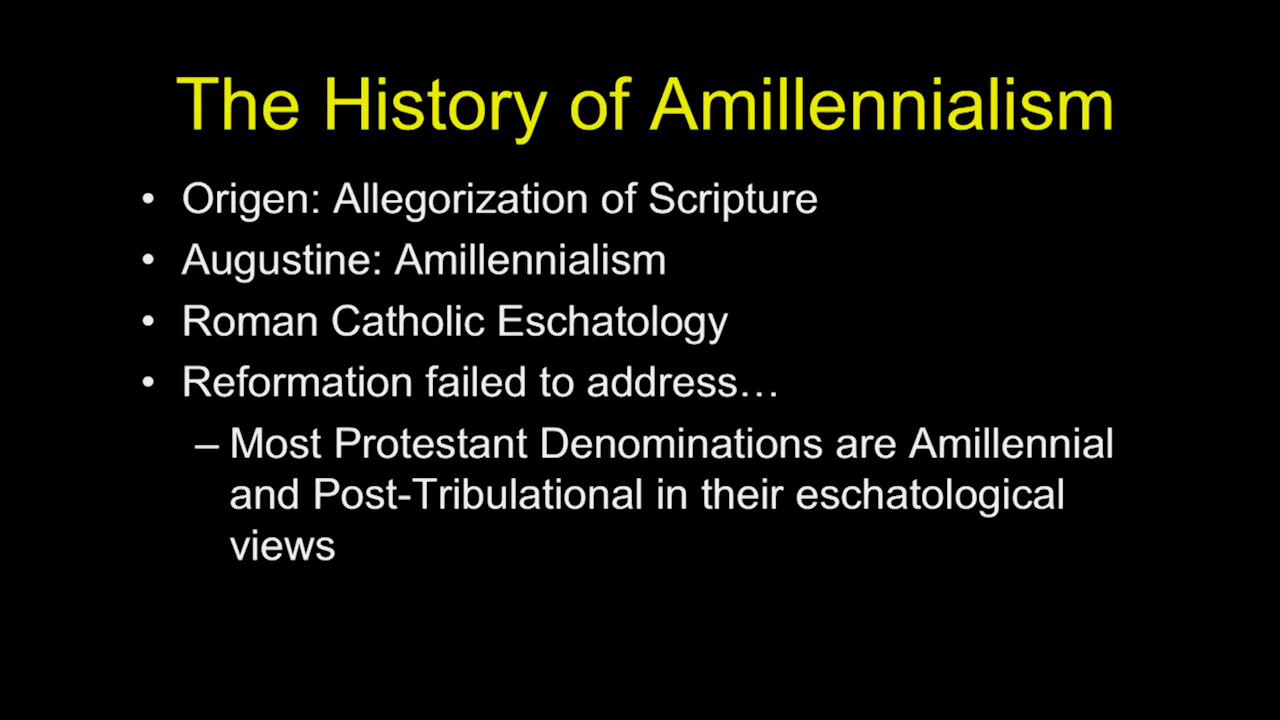 The History of Amillennialism
• Origen: Allegorization of Scripture
• Augustine: Amillennialism
• Roman Catholic Eschatology
• Reformation failed to address…
– Most Protestant Denominations are Amillennial
and Post-Tribulational in their eschatological
views